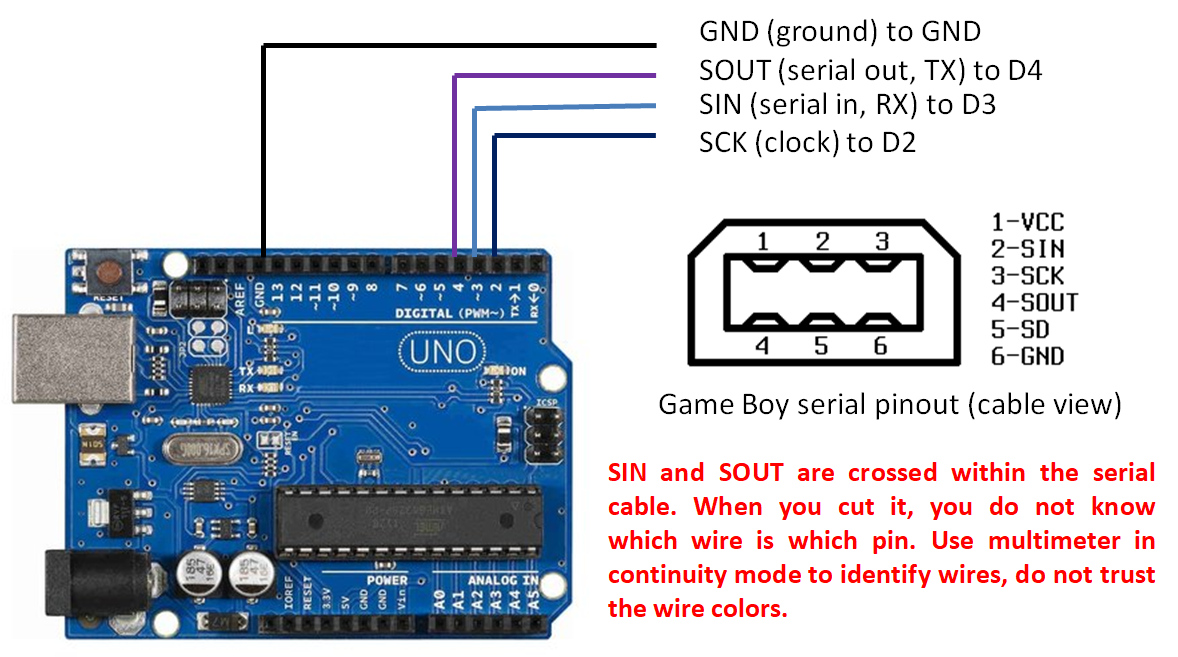 GND (ground) to GND
SOUT (serial out, TX) to D4
SIN (serial in, RX) to D3
SCK (clock) to D2
1-VCC
2-SIN
3-SCK
4-SOUT
5-SD
6-GND
1 2 3
4 5 6
Game Boy serial pinout (cable view)
SIN and SOUT are crossed within the serial
cable. When you cut it, you do not know
which wire is which pin. Use multimeter in
continuity mode to identify wires, do not trust
the wire colors.
RESET
AREF
GND
13
12
~11
~10
~9
8
7
~6
~5
4
~3
2
TX→1
RX←0
DIGITAL (PWM~)
UNO
TX
RX
ON
ICSP
RESET
POWER
ANALOG IN
IOREF
RESET
3.3V
5V
GND
GND
Vin
A0
A1
A2
A3
A4
A5